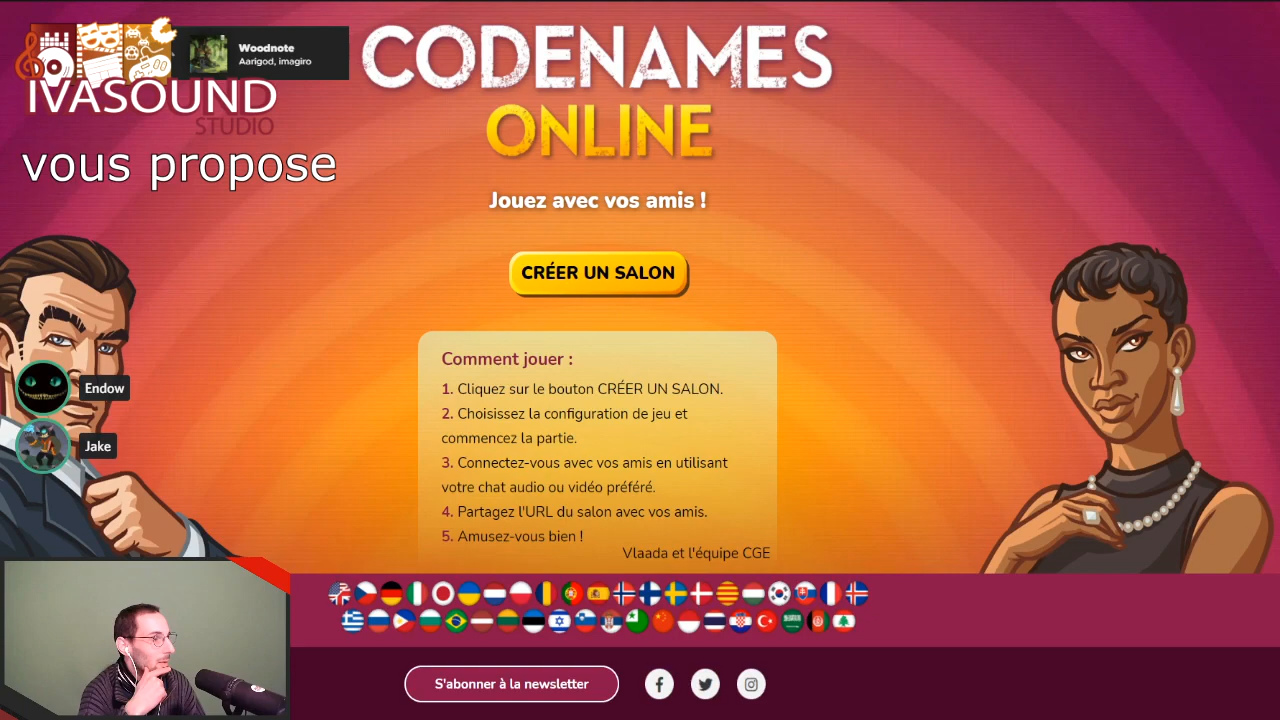 Woodnote
Aarigod, imagiro
IVASOUND
STUDIO
vous propose
CODENAMES
ONLINE
Jouez avec vos amis !
CRÉER UN SALON
Comment jouer :
1. Cliquez sur le bouton CRÉER UN SALON.
2. Choisissez la configuration de jeu et
commencez la partie.
3. Connectez-vous avec vos amis en utilisant
votre chat audio ou vidéo préféré.
4. Partagez l'URL du salon avec vos amis.
5. Amusez-vous bien !
Vlaada et l'équipe CGE
Endow
Jake
S'abonner à la newsletter